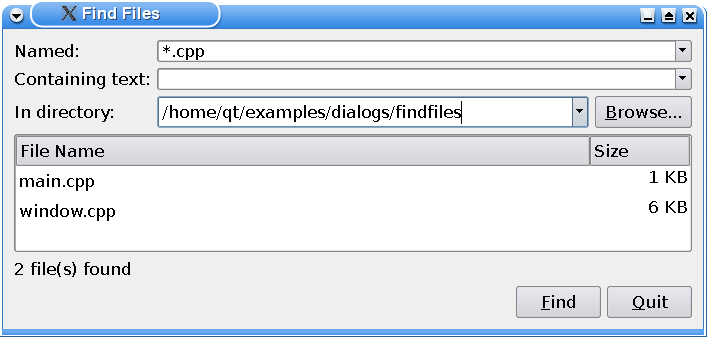 Find Files
Named: *.cpp
Containing text:
In directory: /home/qt/examples/dialogs/findfiles Browse...
File Name Size
main.cpp 1 KB
window.cpp 6 KB
2 file(s) found
Find Quit